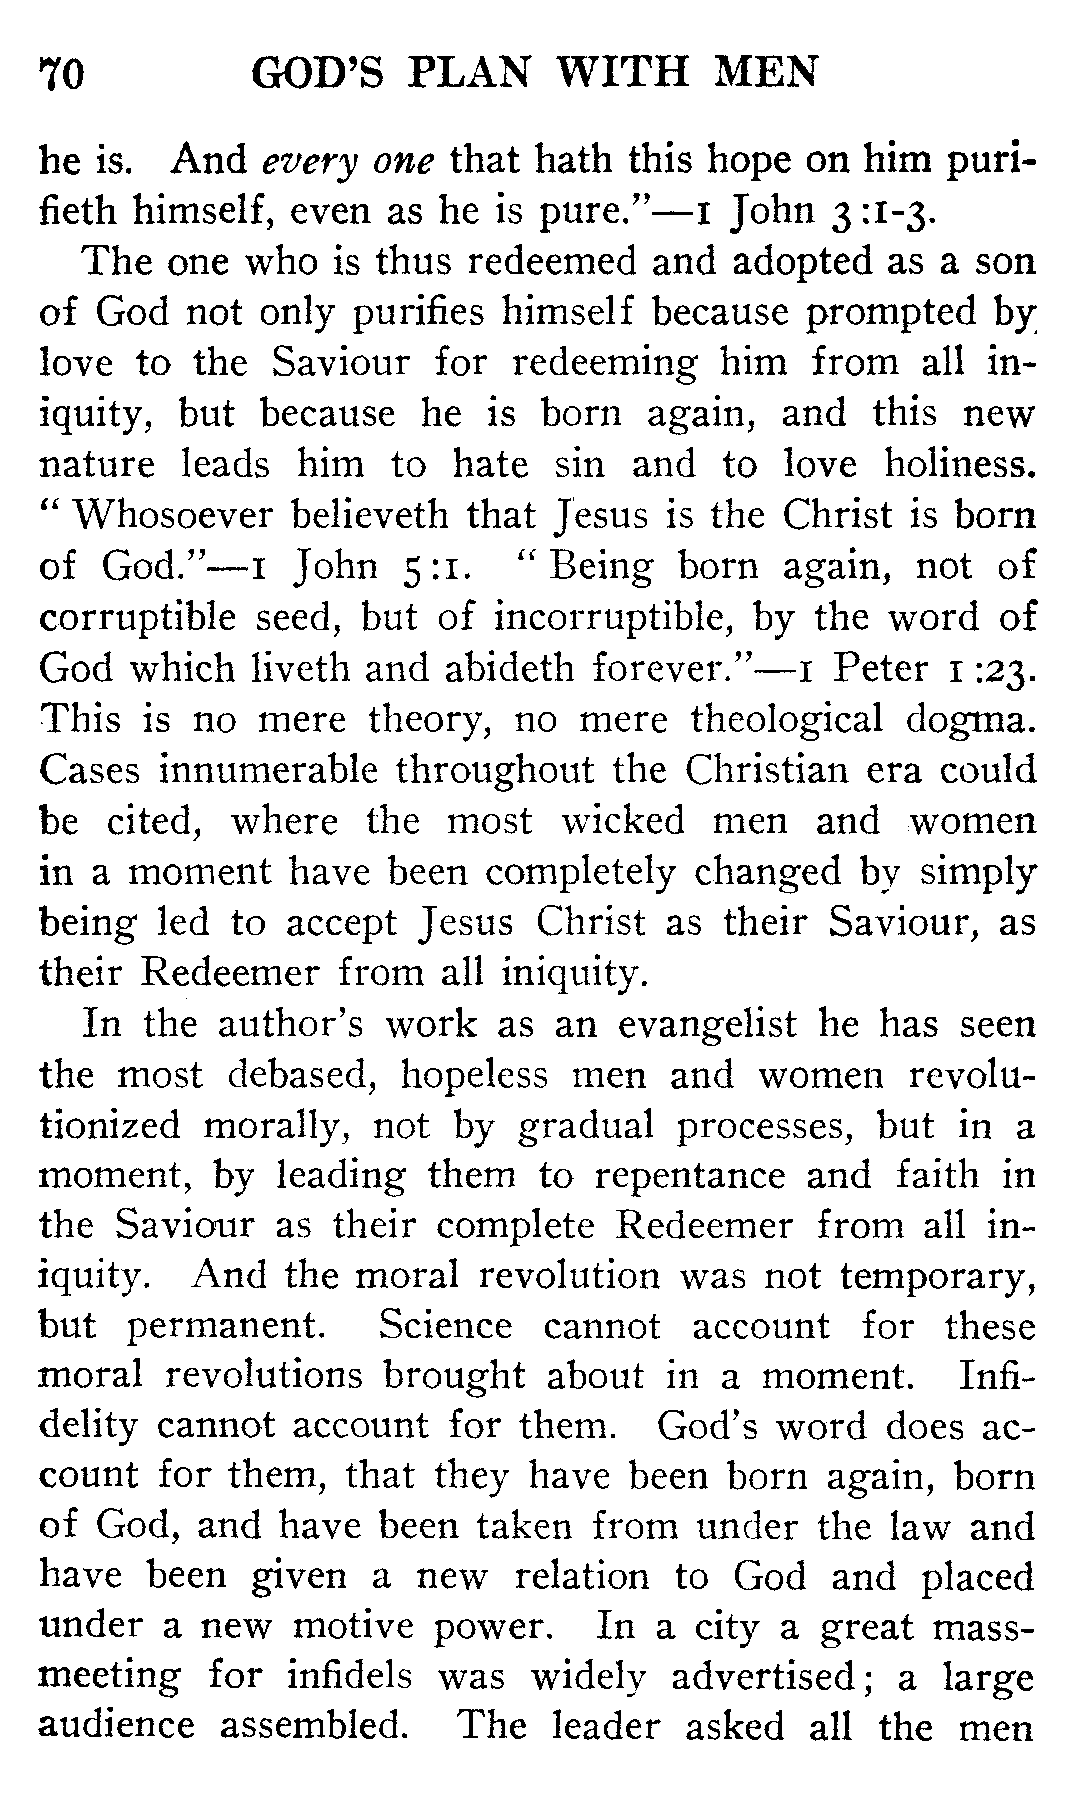 70 GOD'S PLAN WITH MEN
he is. And every one that hath this hope on him puri-
fieth himself, even as he is pure."—1 John 3:1-3.
The one who is thus redeemed and adopted as a son
of God not only purifies himself because prompted by
love to the Saviour for redeeming him from all in-
iquity, but because he is born again, and this new
nature leads him to hate sin and to love holiness.
"Whosoever believeth that Jesus is the Christ is born
of God."—1 John 5:1. "Being born again, not of
corruptible seed, but of incorruptible, by the word of
God which liveth and abideth forever."—1 Peter 1:23.
This is no mere theory, no mere theological dogma.
Cases innumerable throughout the Christian era could
be cited, where the most wicked men and women
in a moment have been completely changed by simply
being led to accept Jesus Christ as their Saviour, as
their Redeemer from all iniquity.
In the author's work as an evangelist he has seen
the most debased, hopeless men and women revolu-
tionized morally, not by gradual processes, but in a
moment, by leading them to repentance and faith in
the Saviour as their complete Redeemer from all in-
iquity. And the moral revolution was not temporary,
but permanent. Science cannot account for these
moral revolutions brought about in a moment. Infi-
delity cannot account for them. God's word does ac-
count for them, that they have been born again, born
of God, and have been taken from under the law and
have been given a new relation to God and placed
under a new motive power. In a city a great mass-
meeting for infidels was widely advertised; a large
audience assembled. The leader asked all the men